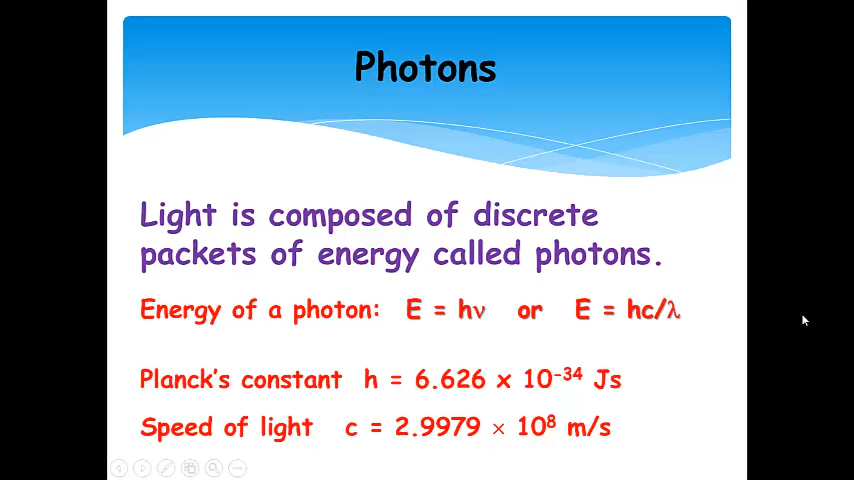 Photons
Light is composed of discrete
packets of energy called photons.
Energy of a photon: E = hν or E = hc/λ
Planck’s constant h = 6.626 x 10⁻³⁴ Js
Speed of light c = 2.9979 × 10⁸ m/s